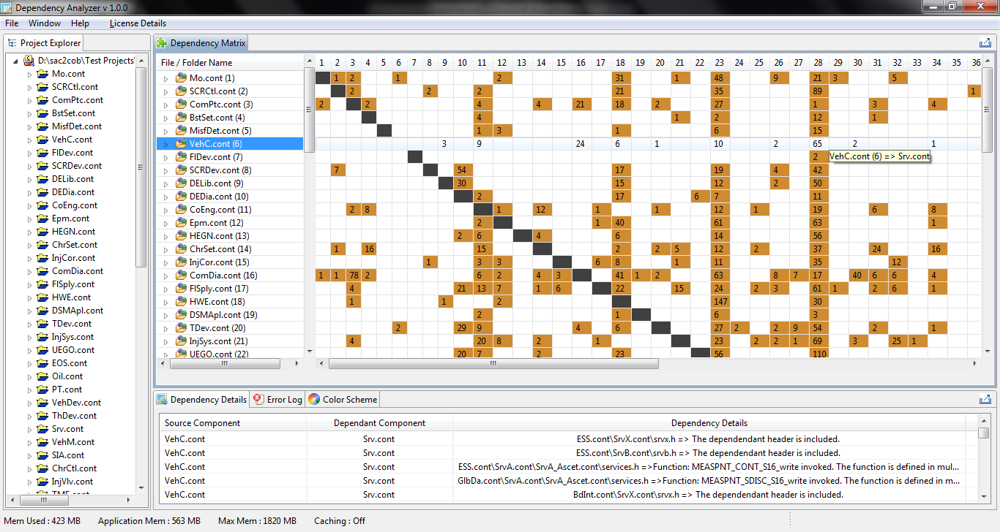 Dependency Analyzer v 1.0.0
File Window Help License Details
Project Explorer
D:\sac2cob\Test Projects
Mo.cont
SCRCtl.cont
ComPtc.cont
BstSet.cont
MisfDet.cont
VehC.cont
FlDev.cont
SCRDev.cont
DELib.cont
DEDia.cont
CoEng.cont
Epm.cont
HEGN.cont
ChrSet.cont
InjCor.cont
ComDia.cont
FlSply.cont
HWE.cont
DSMApl.cont
TDev.cont
InjSys.cont
UEGO.cont
EOS.cont
Oil.cont
PT.cont
VehDev.cont
ThDev.cont
Srv.cont
VehM.cont
SIA.cont
ChrCtl.cont
InjVlv.cont
Dependency Matrix
File / Folder Name 1 2 3 4 5 6 7 8 9 10 11 12 13 14 15 16 17 18 19 20 21 22 23 24 25 26 27 28 29 30 31 32 33 34 35 36
Mo.cont (1) 1 2 1 2 31 1 48 9 21 3 5
SCRCtl.cont (2) 2 2 2 21 35 89 1
ComPtc.cont (3) 2 2 4 4 21 18 2 27 1 3 4
BstSet.cont (4) 4 1 2 12 1
MisfDet.cont (5) 1 3 1 6 15
VehC.cont (6) 3 9 24 6 1 10 2 65 2 1
FlDev.cont (7) 2 VehC.cont (6) => Srv.cont
SCRDev.cont (8) 7 54 17 19 4 42
DELib.cont (9) 30 15 12 2 50
DEDia.cont (10) 2 17 6 7 11
CoEng.cont (11) 2 8 1 12 1 1 12 1 19 6 8
Epm.cont (12) 2 1 40 61 63 1
HEGN.cont (13) 2 6 4 6 14 56
ChrSet.cont (14) 1 16 15 2 2 5 12 2 37 24 16
InjCor.cont (15) 1 3 3 6 8 1 11 35 12
ComDia.cont (16) 1 1 78 2 6 2 4 3 41 1 2 63 8 7 17 40 6 6 4
FlSply.cont (17) 4 21 13 7 1 6 22 15 24 2 3 61 1 2 6 1
HWE.cont (18) 1 1 2 147 30
DSMApl.cont (19) 2 1 6 3
TDev.cont (20) 2 29 9 4 6 27 2 2 9 54 2 1
InjSys.cont (21) 4 20 8 2 1 23 2 2 1 69 3 25 1
UEGO.cont (22) 20 7 2 23 56 110
Dependency Details Error Log Color Scheme
Source Component Dependant Component Dependency Details
VehC.cont Srv.cont ESS.cont\SrvX.cont\srvx.h => The dependendant header is included.
VehC.cont Srv.cont ESS.cont\SrvB.cont\srvb.h => The dependendant header is included.
VehC.cont Srv.cont ESS.cont\SrvA.cont\SrvA_Ascet.cont\services.h =>Function: MEASPNT_CONT_S16_write invoked. The function is defined in mul...
VehC.cont Srv.cont GlbDa.cont\SrvA.cont\SrvA_Ascet.cont\services.h =>Function: MEASPNT_SDISC_S16_write invoked. The function is defined in m...
VehC.cont Srv.cont BdInt.cont\SrvX.cont\srvx.h => The dependendant header is included.
Mem Used : 423 MB Application Mem : 563 MB Max Mem : 1820 MB Caching : Off